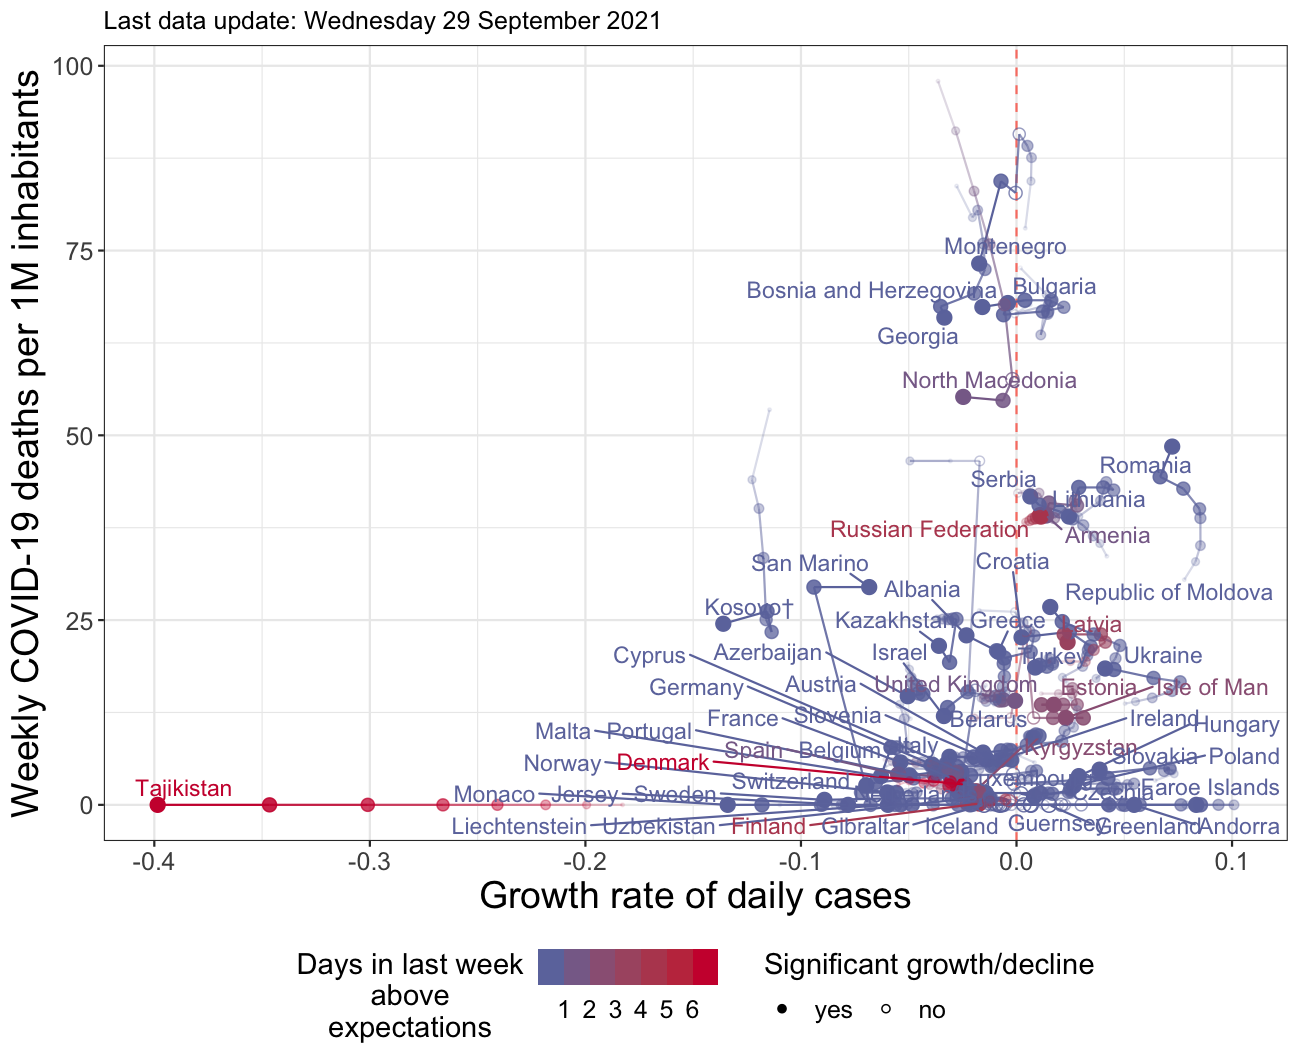 Last data update: Wednesday 29 September 2021
Weekly COVID-19 deaths per 1M inhabitants
100
75
50
25
0
Montenegro
Bosnia and Herzegovina
Bulgaria
Georgia
North Macedonia
Romania
Serbia
Lithuania
Russian Federation
Armenia
Croatia
San Marino
Albania
Republic of Moldova
Kosovo†
Kazakhstan
Greece
Latvia
Cyprus
Azerbaijan
Israel
Turkey
Ukraine
Germany
Austria
United Kingdom
Estonia
Isle of Man
France
Slovenia
Belarus
Ireland
Hungary
Malta
Portugal
Spain
Belgium
Italy
Kyrgyzstan
Slovakia
Poland
Norway
Denmark
Switzerland
Faroe Islands
Tajikistan
Monaco
Jersey
Sweden
Czechia
Liechtenstein
Uzbekistan
Finland
Gibraltar
Iceland
Guernsey
Greenland
Andorra
-0.4
-0.3
-0.2
-0.1
0.0
0.1
Growth rate of daily cases
Days in last week
above
expectations
1 2 3 4 5 6
Significant growth/decline
yes
no